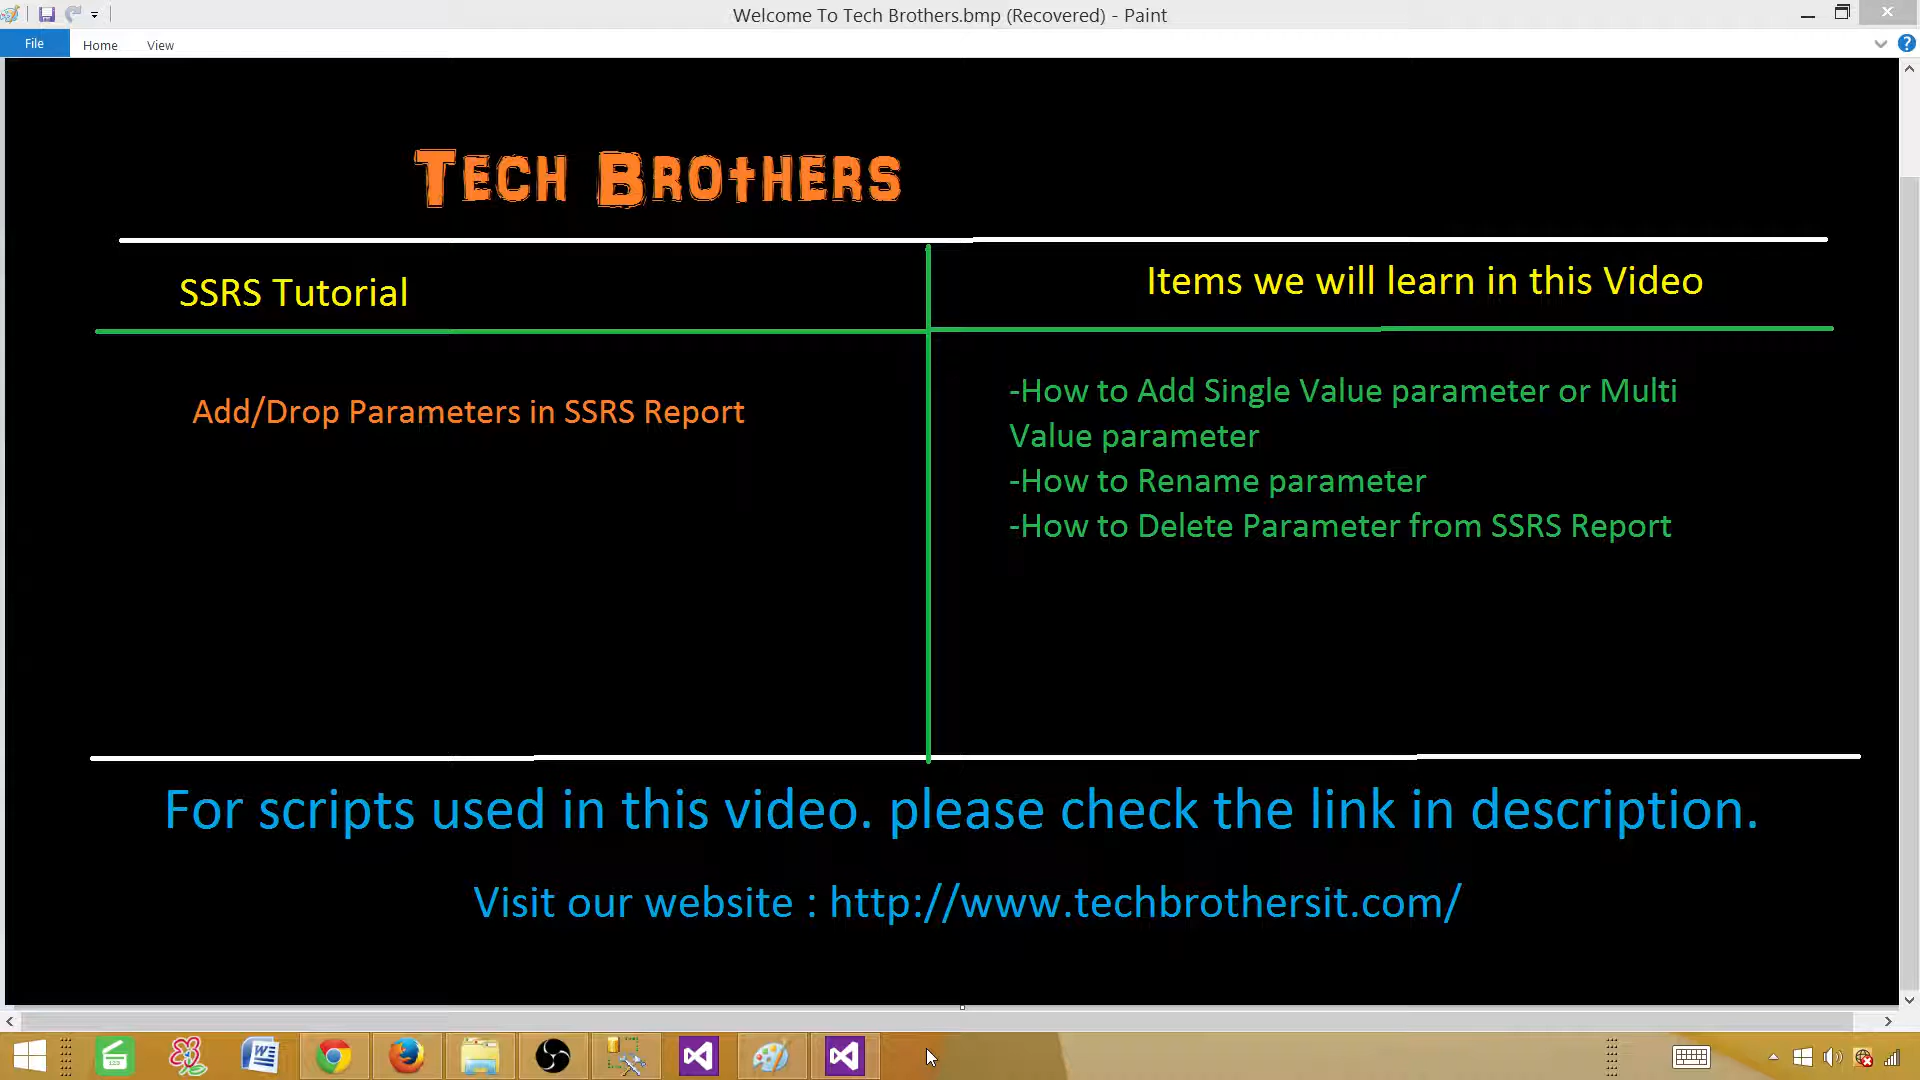 Welcome To Tech Brothers.bmp (Recovered) - Paint
File Home View
Tech Brothers
SSRS Tutorial
Items we will learn in this Video
Add/Drop Parameters in SSRS Report
-How to Add Single Value parameter or Multi
Value parameter
-How to Rename parameter
-How to Delete Parameter from SSRS Report
For scripts used in this video. please check the link in description.
Visit our website : http://www.techbrothersit.com/